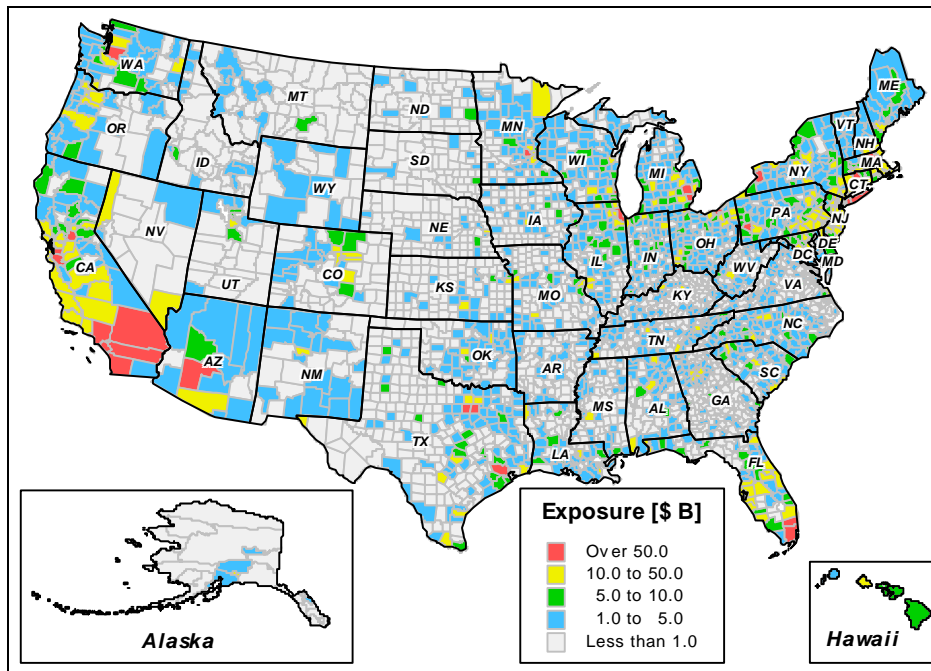 WA
MT
ND
MN
ME
OR
ID
SD
WI
MI
VT
NH
NY
MA
CT
WY
IA
PA
NJ
NV
NE
IL
IN
OH
DE
DC
MD
CA
UT
CO
KS
MO
WV
VA
KY
AZ
NM
OK
AR
TN
NC
SC
MS
AL
GA
TX
LA
FL
Exposure [$ B]
Over 50.0
10.0 to 50.0
5.0 to 10.0
1.0 to 5.0
Less than 1.0
Alaska
Hawaii